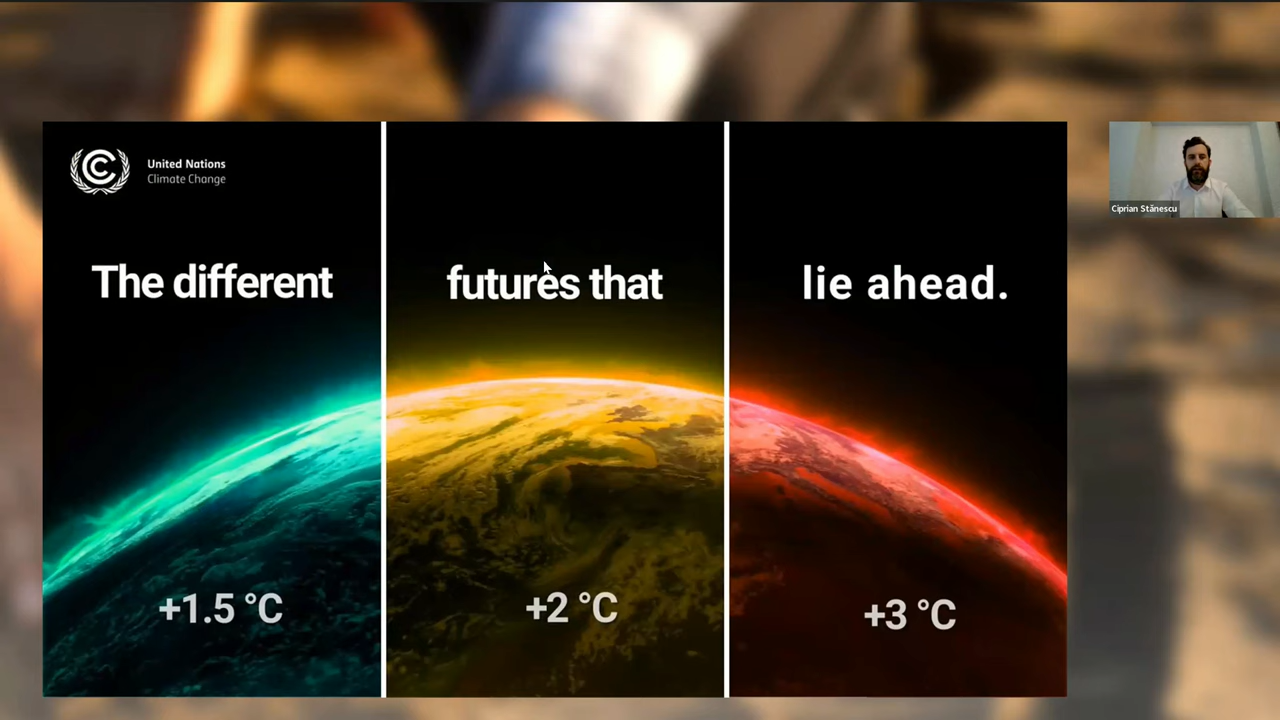 United Nations
Climate Change
The different futures that lie ahead.
+1.5 °C
+2 °C
+3 °C
Ciprian Stănescu